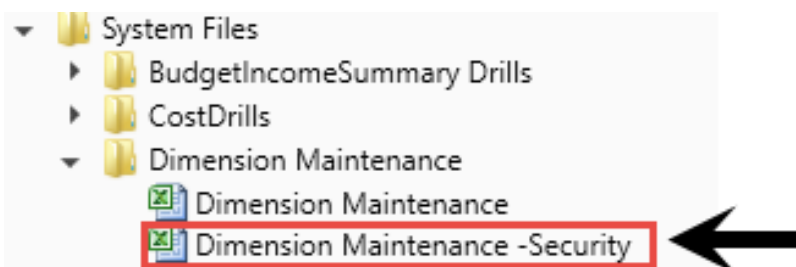 System Files
BudgetIncomeSummary Drills
CostDrills
Dimension Maintenance
Dimension Maintenance
Dimension Maintenance -Security